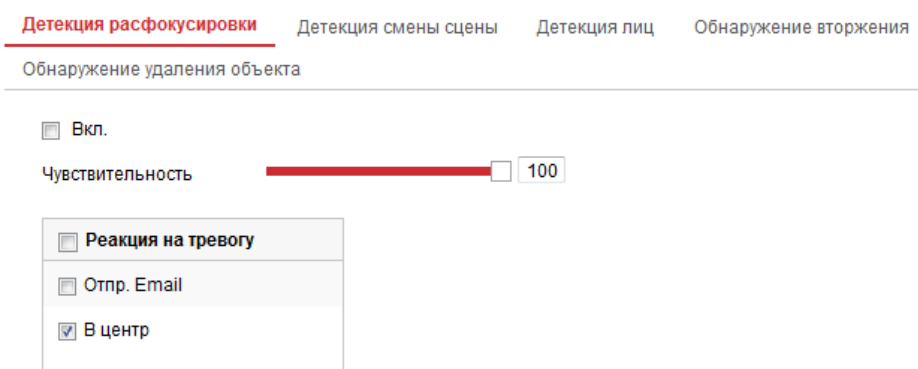 Детекция расфокусировки Детекция смены сцены Детекция лиц Обнаружение вторжения
Обнаружение удаления объекта
Вкл.
Чувствительность 100
Реакция на тревогу
Отпр. Email
В центр